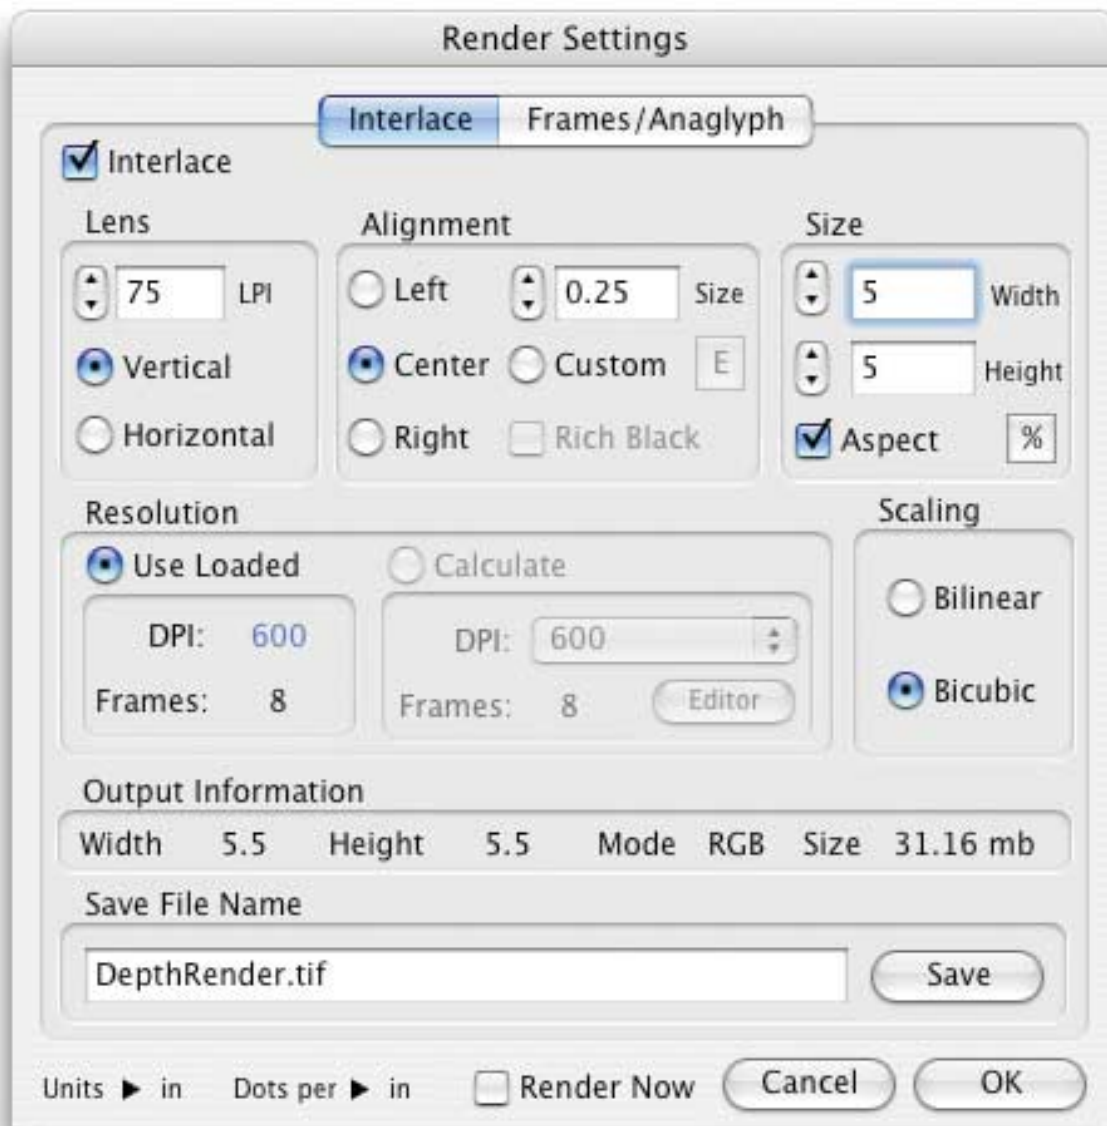 Render Settings
Interlace Frames/Anaglyph
Interlace
Lens
75 LPI
Vertical
Horizontal
Alignment
Left 0.25 Size
Center Custom E
Right Rich Black
Size
5 Width
5 Height
Aspect %
Resolution
Use Loaded
DPI: 600
Frames: 8
Calculate
DPI: 600
Frames: 8 Editor
Scaling
Bilinear
Bicubic
Output Information
Width 5.5 Height 5.5 Mode RGB Size 31.16 mb
Save File Name
DepthRender.tif Save
Units ▶ in Dots per ▶ in Render Now Cancel OK